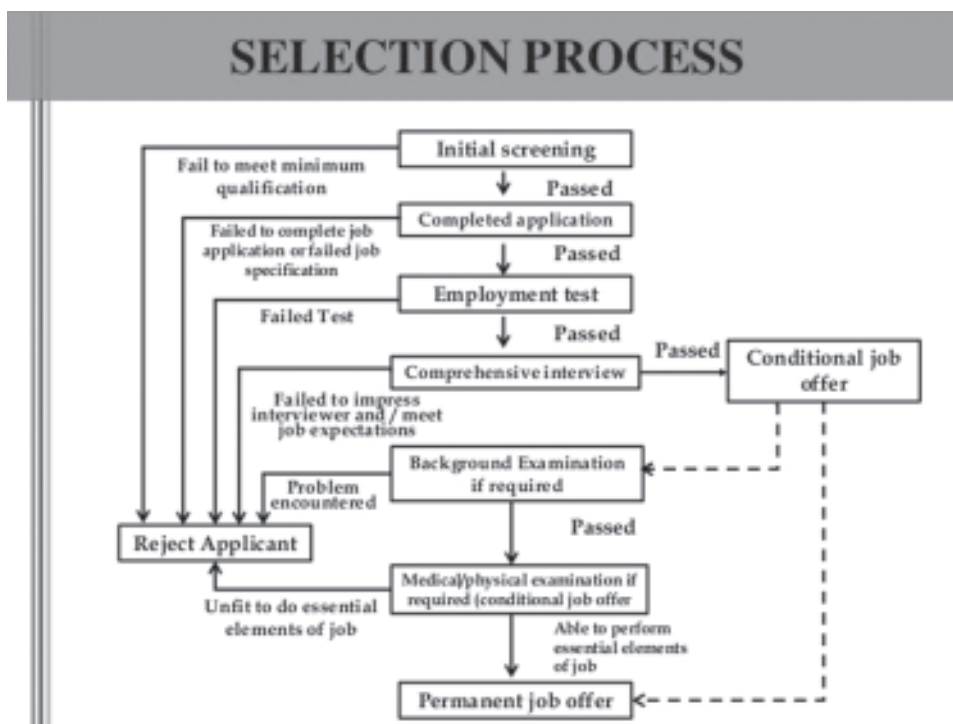 SELECTION PROCESS
Initial screening
Fail to meet minimum
qualification
Passed
Completed application
Failed to complete job
application or failed job
specification
Passed
Employment test
Failed Test
Passed
Comprehensive interview
Passed
Conditional job
offer
Failed to impress
interviewer and / meet
job expectations
Background Examination
if required
Problem
encountered
Passed
Reject Applicant
Medical/physical examination if
required (conditional job offer
Unfit to do essential
elements of job
Able to perform
essential elements
of job
Permanent job offer